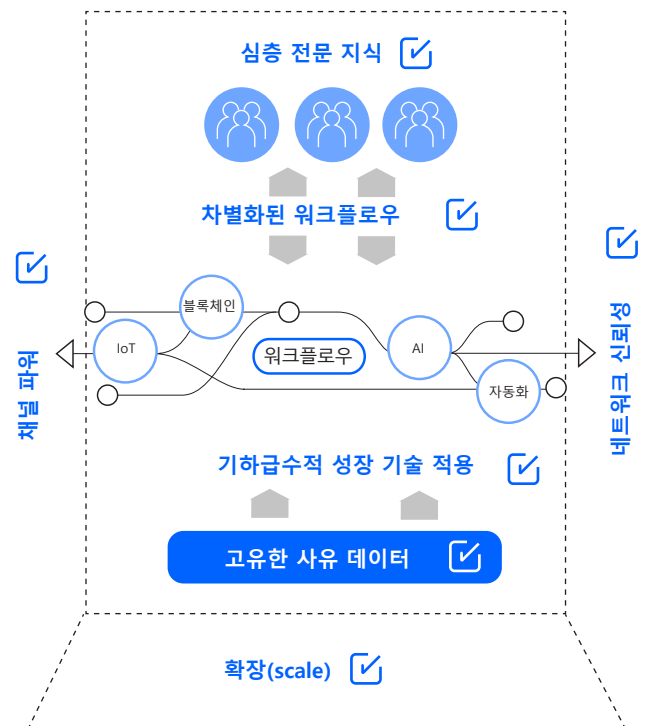 심층 전문 지식
차별화된 워크플로우
블록체인
IoT
워크플로우
AI
자동화
채널 파워
네트워크 신뢰성
기하급수적 성장 기술 적용
고유한 사유 데이터
확장(scale)